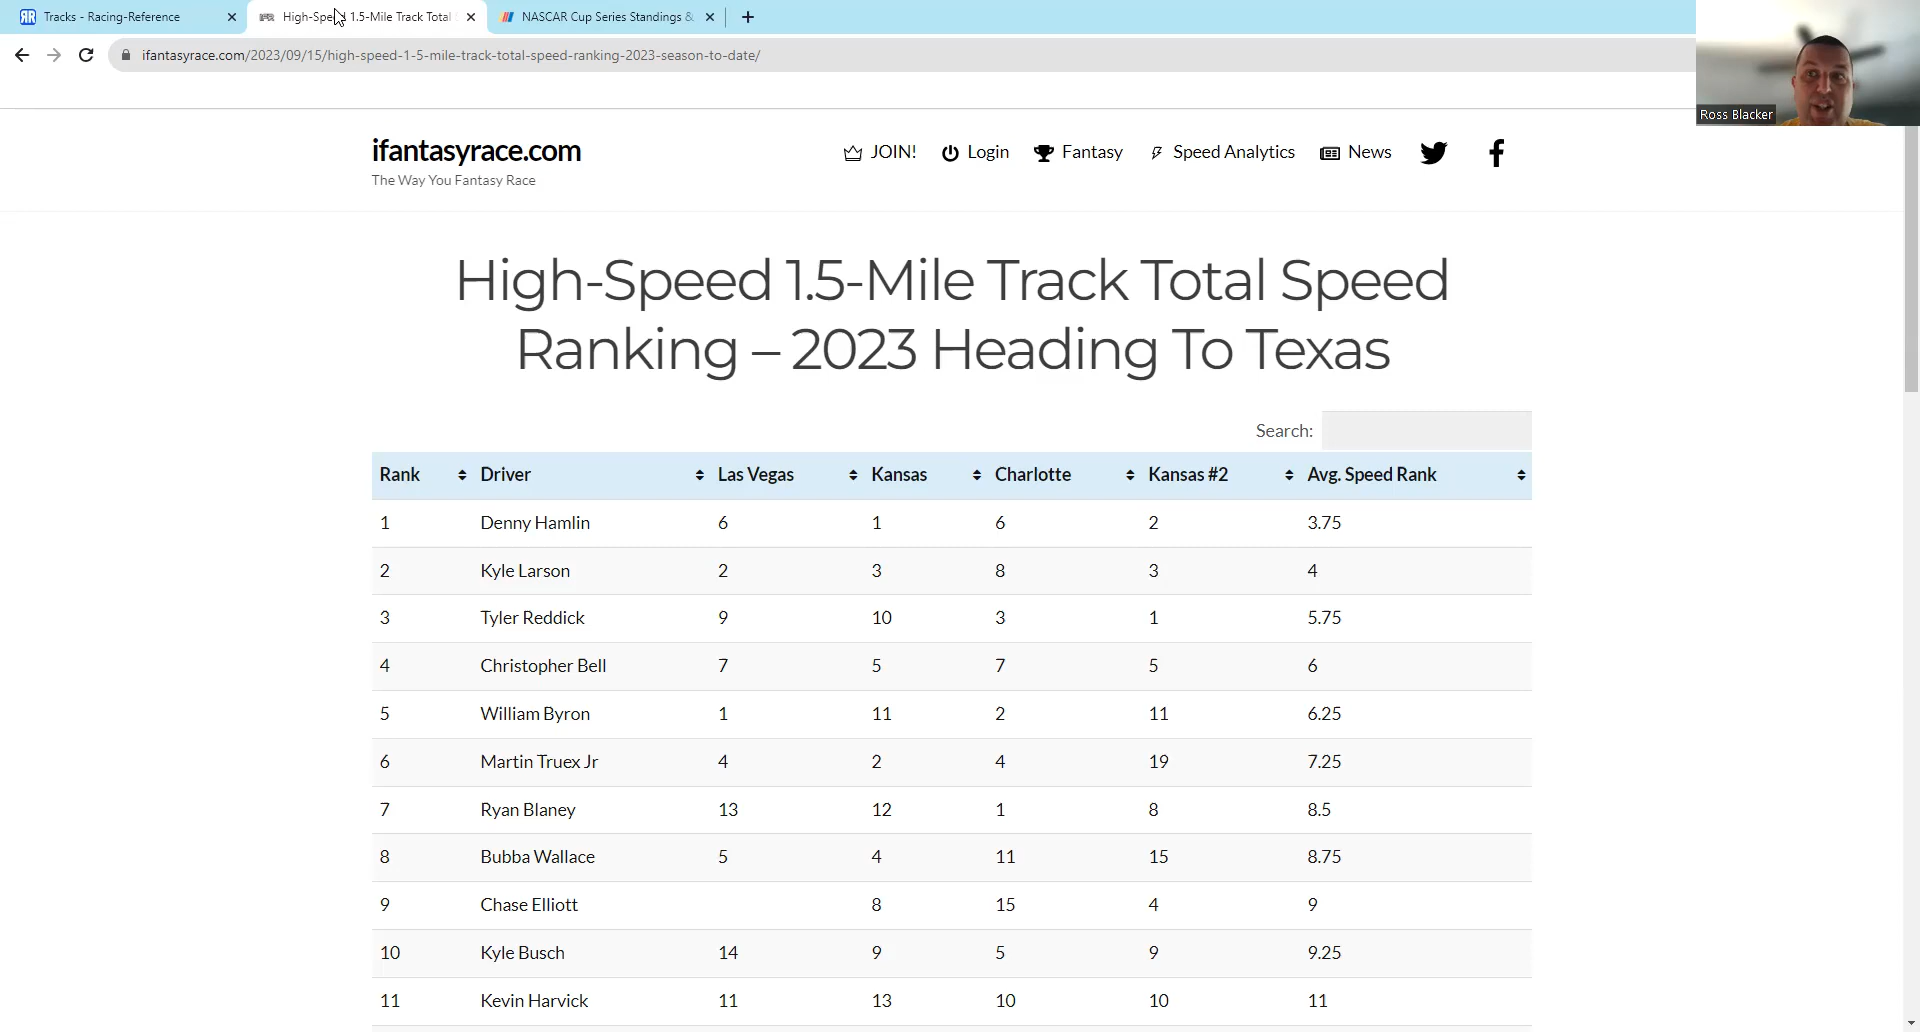 Tracks - Racing-Reference
High-Speed 1.5-Mile Track Total
NASCAR Cup Series Standings &
ifantasyrace.com/2023/09/15/high-speed-1-5-mile-track-total-speed-ranking-2023-season-to-date/
Ross Blacker
ifantasyrace.com
The Way You Fantasy Race
JOIN! Login Fantasy Speed Analytics News
High-Speed 1.5-Mile Track Total Speed
Ranking – 2023 Heading To Texas
Search:
Rank Driver Las Vegas Kansas Charlotte Kansas #2 Avg. Speed Rank
1 Denny Hamlin 6 1 6 2 3.75
2 Kyle Larson 2 3 8 3 4
3 Tyler Reddick 9 10 3 1 5.75
4 Christopher Bell 7 5 7 5 6
5 William Byron 1 11 2 11 6.25
6 Martin Truex Jr 4 2 4 19 7.25
7 Ryan Blaney 13 12 1 8 8.5
8 Bubba Wallace 5 4 11 15 8.75
9 Chase Elliott 8 15 4 9
10 Kyle Busch 14 9 5 9 9.25
11 Kevin Harvick 11 13 10 10 11